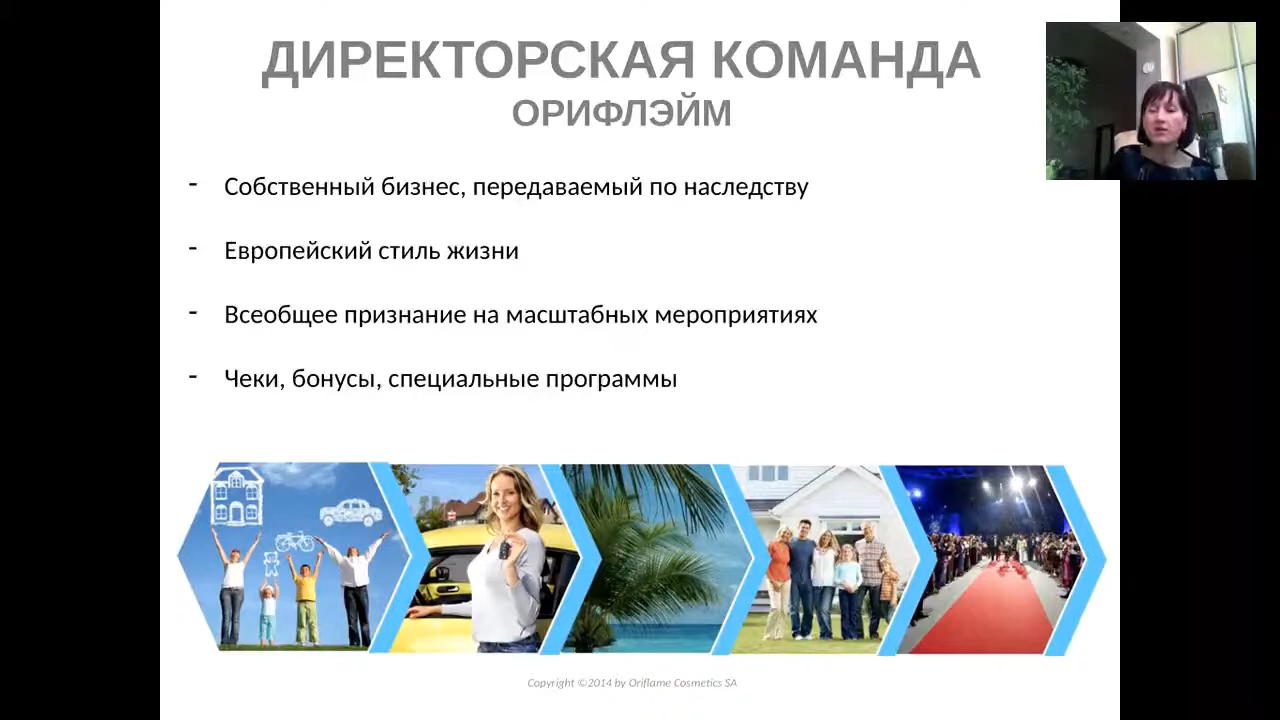 ДИРЕКТОРСКАЯ КОМАНДА
ОРИФЛЭЙМ
- Собственный бизнес, передаваемый по наследству
- Европейский стиль жизни
- Всеобщее признание на масштабных мероприятиях
- Чеки, бонусы, специальные программы
Copyright ©2014 by Oriflame Cosmetics SA